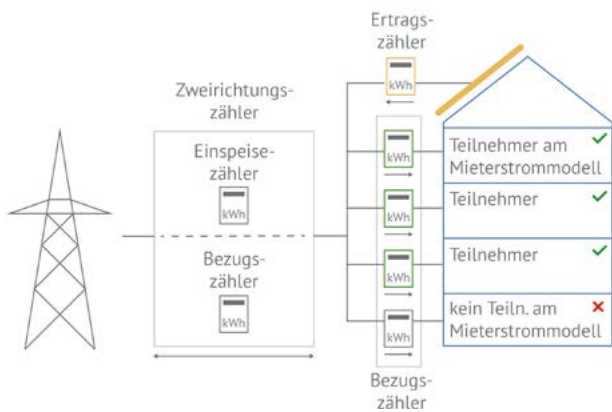 Ertrags-
zähler
kWh
Zweirichtungs-
zähler
Einspeise-
zähler
kWh
Bezugs-
zähler
kWh
kWh
Teilnehmer am
Mieterstrommodell
kWh
Teilnehmer
kWh
Teilnehmer
kWh
kein Teiln. am
Mieterstrommodell
Bezugs-
zähler